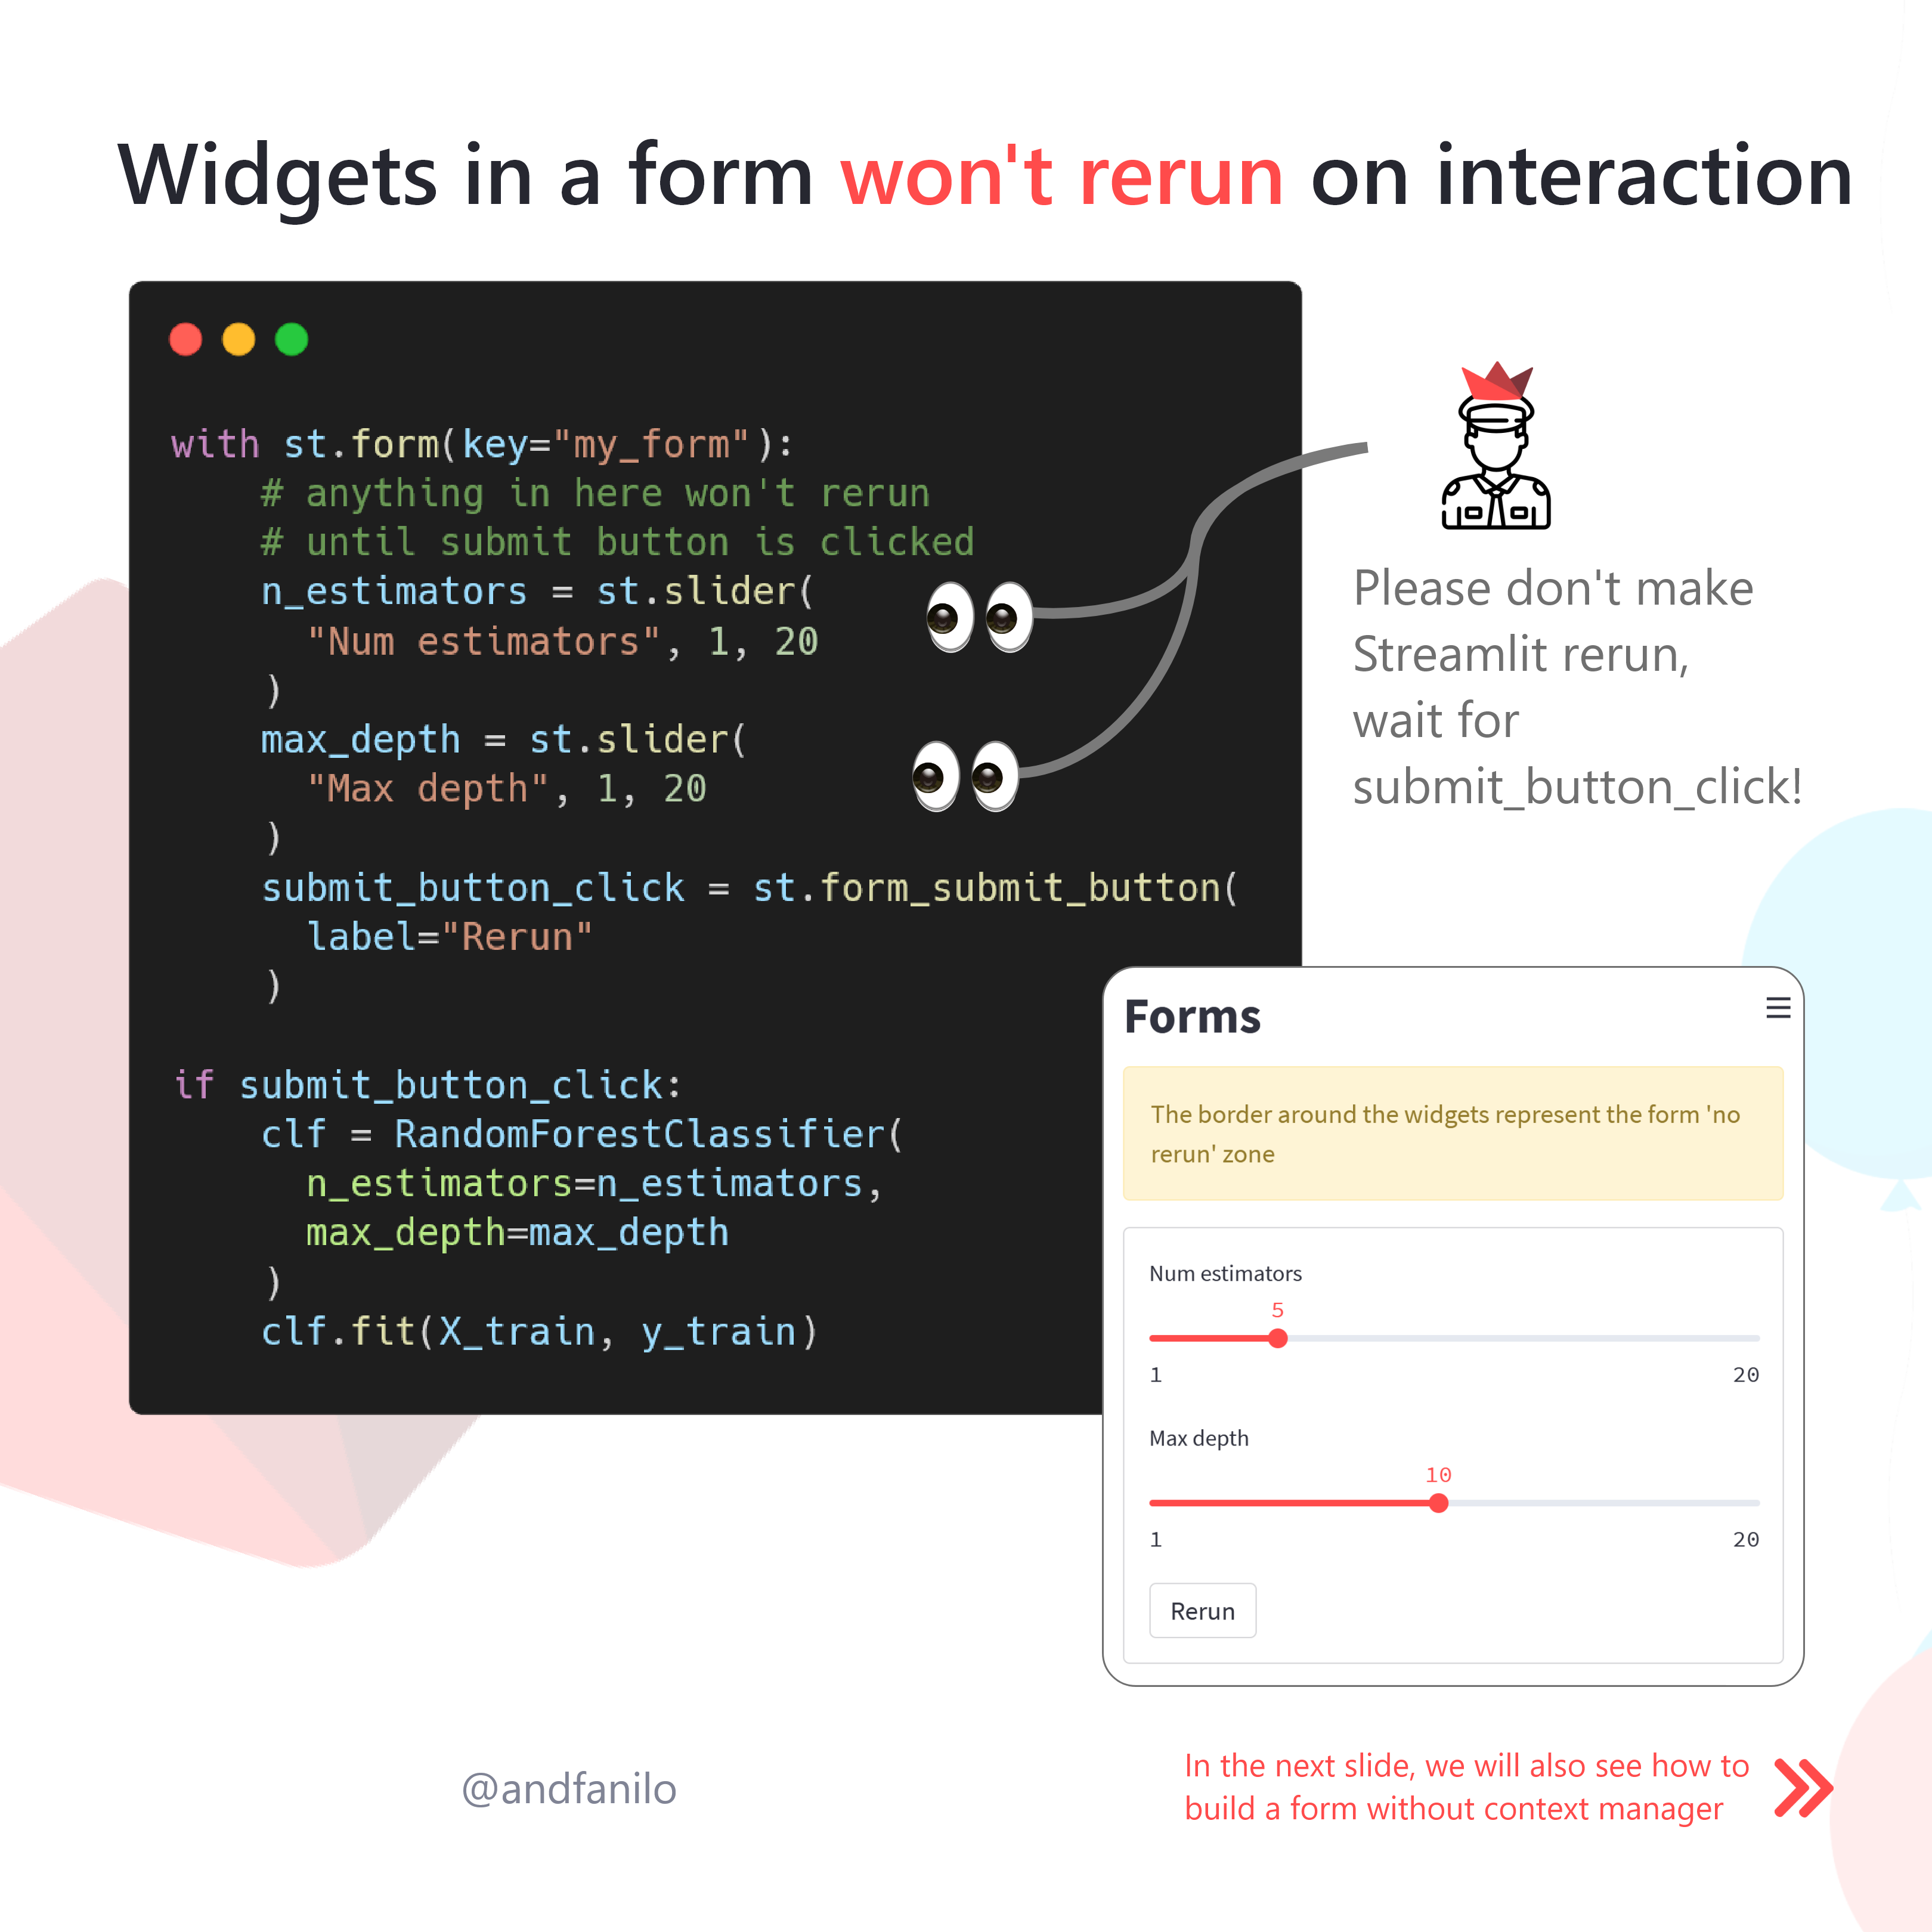 Widgets in a form won't rerun on interaction
with st.form(key="my_form"):
    # anything in here won't rerun
    # until submit button is clicked
    n_estimators = st.slider(
      "Num estimators", 1, 20
    )
    max_depth = st.slider(
      "Max depth", 1, 20
    )
    submit_button_click = st.form_submit_button(
      label="Rerun"
    )
if submit_button_click:
    clf = RandomForestClassifier(
      n_estimators=n_estimators,
      max_depth=max_depth
    )
    clf.fit(X_train, y_train)
Please don't make
Streamlit rerun,
wait for
submit_button_click!
Forms
The border around the widgets represent the form 'no
rerun' zone
Num estimators
5
1 20
Max depth
10
1 20
Rerun
@andfanilo
In the next slide, we will also see how to
build a form without context manager